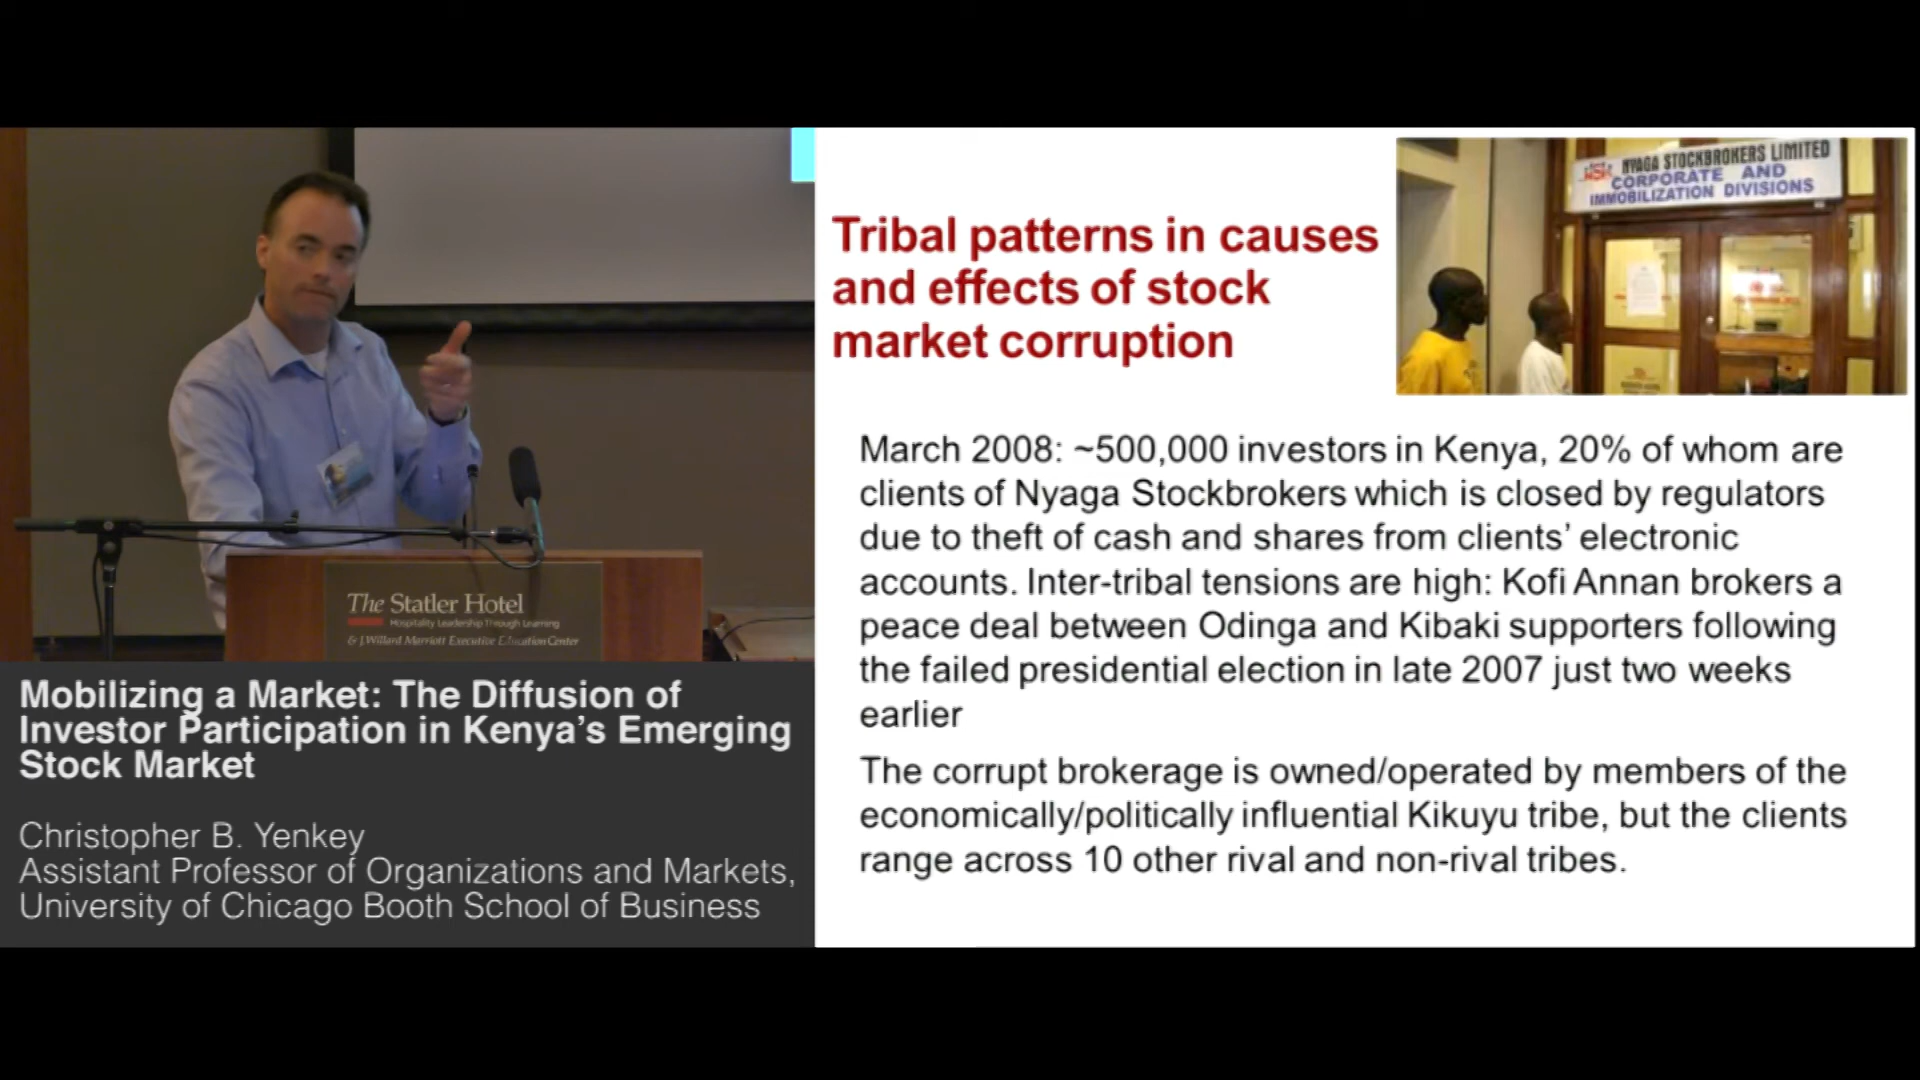 NYAGA STOCKBROKERS LIMITED
CORPORATE AND
IMMOBILIZATION DIVISIONS
Tribal patterns in causes
and effects of stock
market corruption
March 2008: ~500,000 investors in Kenya, 20% of whom are
clients of Nyaga Stockbrokers which is closed by regulators
due to theft of cash and shares from clients’ electronic
accounts. Inter-tribal tensions are high: Kofi Annan brokers a
peace deal between Odinga and Kibaki supporters following
the failed presidential election in late 2007 just two weeks
earlier
The corrupt brokerage is owned/operated by members of the
economically/politically influential Kikuyu tribe, but the clients
range across 10 other rival and non-rival tribes.
The Statler Hotel
Hospitality Leadership Through Learning
& J. Willard Marriott Executive Education Center
Mobilizing a Market: The Diffusion of
Investor Participation in Kenya’s Emerging
Stock Market
Christopher B. Yenkey
Assistant Professor of Organizations and Markets,
University of Chicago Booth School of Business